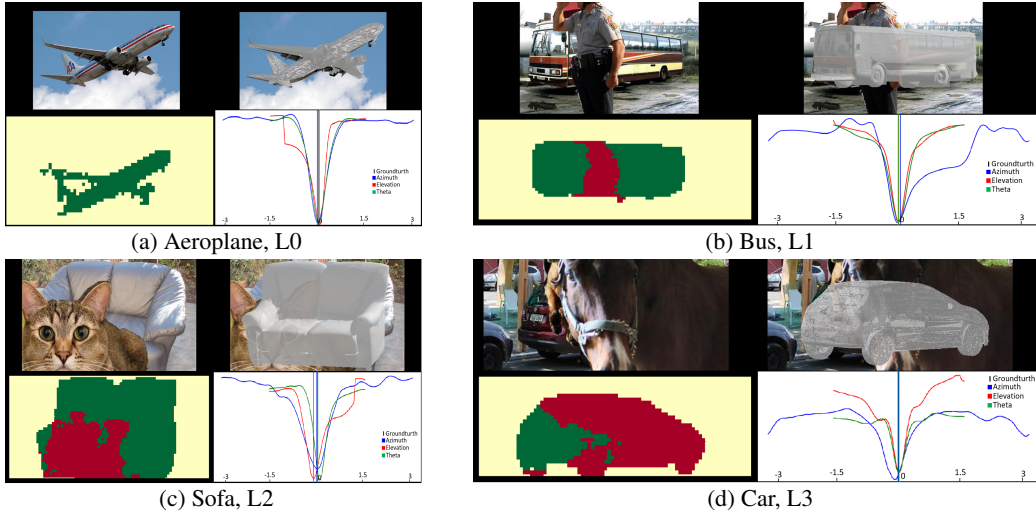 Groundturth
Azimuth
Elevation
Theta
-3
-1.5
0
1.5
3
(a) Aeroplane, L0
Groundturth
Azimuth
Elevation
Theta
-3
-1.5
0
1.5
3
(b) Bus, L1
Groundturth
Azimuth
Elevation
Theta
-3
-1.5
0
1.5
3
(c) Sofa, L2
Groundturth
Azimuth
Elevation
Theta
-3
-1.5
0
1.5
3
(d) Car, L3